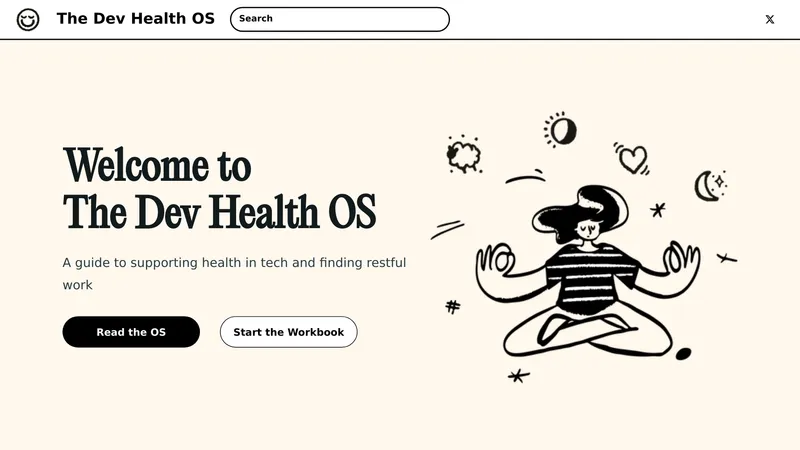 The Dev Health OS
Search
Welcome to
The Dev Health OS
A guide to supporting health in tech and finding restful
work
Read the OS
Start the Workbook